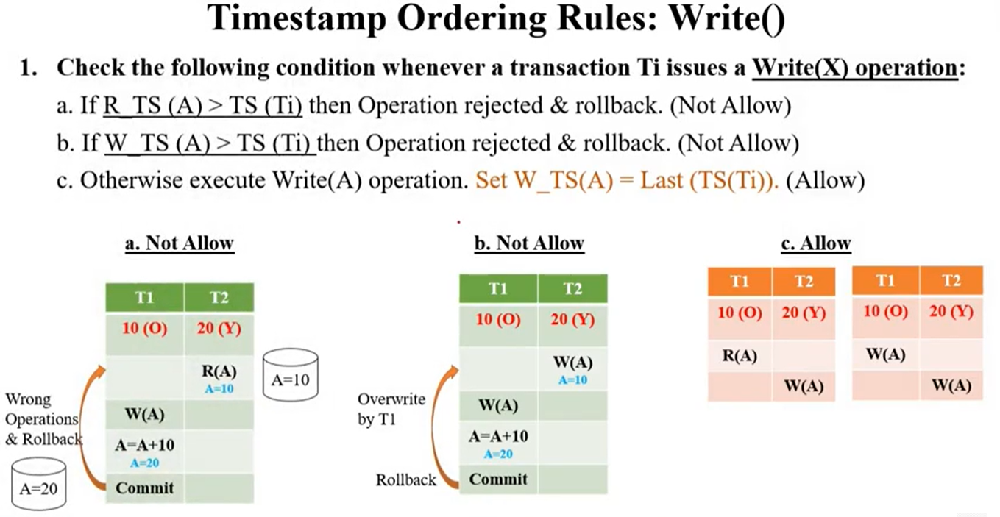 Timestamp Ordering Rules: Write()
1. Check the following condition whenever a transaction Ti issues a Write(X) operation:
a. If R_TS (A) > TS (Ti) then Operation rejected & rollback. (Not Allow)
b. If W_TS (A) > TS (Ti) then Operation rejected & rollback. (Not Allow)
c. Otherwise execute Write(A) operation. Set W_TS(A) = Last (TS(Ti)). (Allow)
a. Not Allow
T1 T2
10 (O) 20 (Y)
R(A)
A=10
W(A)
A=A+10
A=20
Commit
A=10
Wrong
Operations
& Rollback
A=20
b. Not Allow
T1 T2
10 (O) 20 (Y)
W(A)
A=10
W(A)
A=A+10
A=20
Commit
Overwrite
by T1
Rollback
c. Allow
T1 T2
10 (O) 20 (Y)
R(A)
W(A)
T1 T2
10 (O) 20 (Y)
W(A)
W(A)